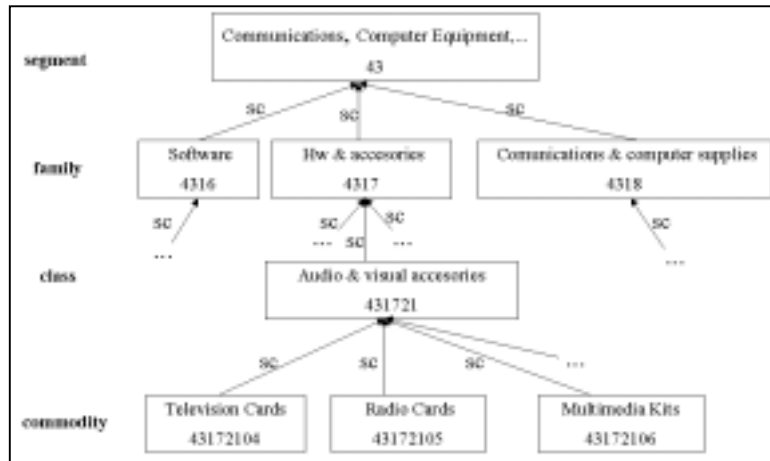 Communications, Computer Equipment,...
segment
43
sc sc sc
Software Hw & accesories Comunications & computer supplies
family
4316 4317 4318
sc sc sc sc sc
... ... ... ...
class
Audio & visual accesories
431721
sc sc sc ...
Television Cards Radio Cards Multimedia Kits
commodity
43172104 43172105 43172106